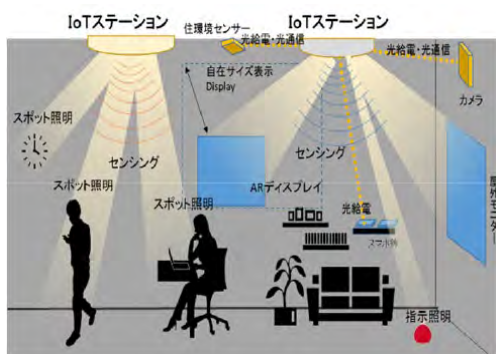 IoTステーション
IoTステーション
住環境センサー
光給電・光通信
光給電・光通信
カメラ
自在サイズ表示
Display
スポット照明
センシング
センシング
スポット照明
スポット照明
ARディスプレイ
光給電
指示照明